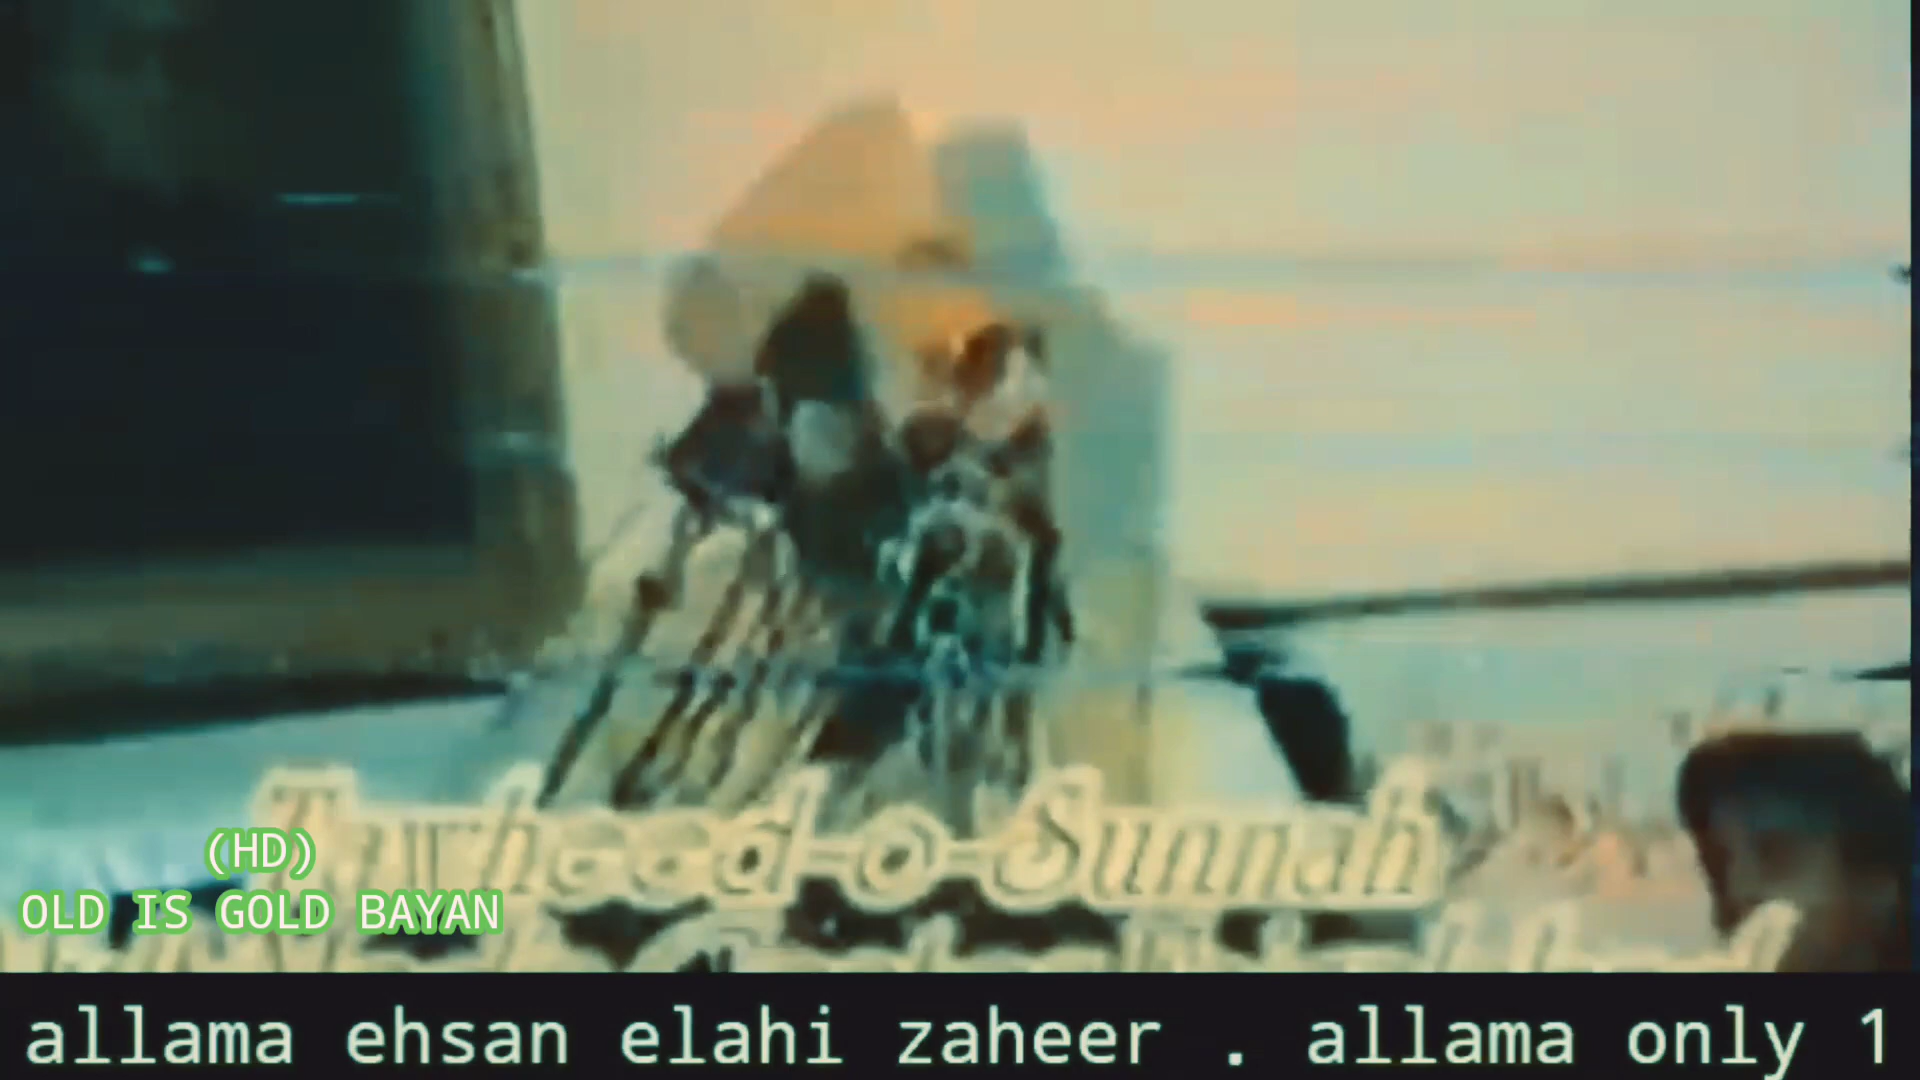 Tawheed-o-Sunnah
(HD)
OLD IS GOLD BAYAN
allama ehsan elahi zaheer . allama only 1